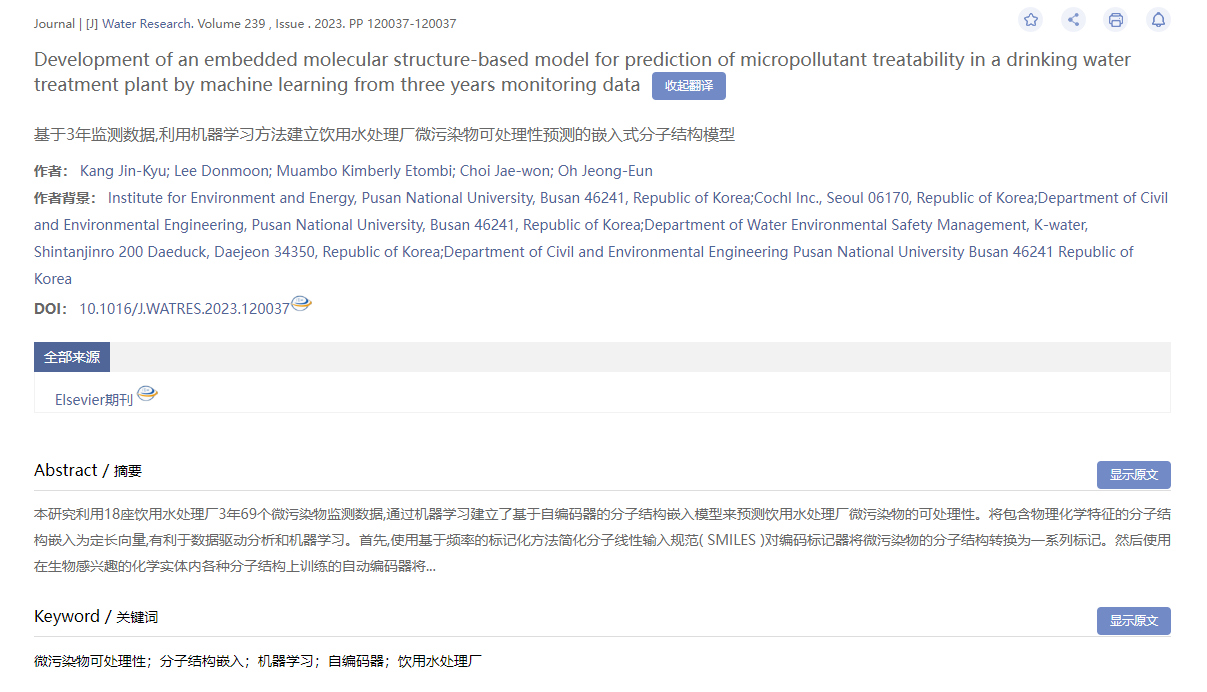 Journal | [J] Water Research. Volume 239 , Issue . 2023. PP 120037-120037
Development of an embedded molecular structure-based model for prediction of micropollutant treatability in a drinking water
treatment plant by machine learning from three years monitoring data 收起翻译
基于3年监测数据,利用机器学习方法建立饮用水处理厂微污染物可处理性预测的嵌入式分子结构模型
作者： Kang Jin-Kyu; Lee Donmoon; Muambo Kimberly Etombi; Choi Jae-won; Oh Jeong-Eun
作者背景： Institute for Environment and Energy, Pusan National University, Busan 46241, Republic of Korea;Cochl Inc., Seoul 06170, Republic of Korea;Department of Civil
and Environmental Engineering, Pusan National University, Busan 46241, Republic of Korea;Department of Water Environmental Safety Management, K-water,
Shintanjinro 200 Daeduck, Daejeon 34350, Republic of Korea;Department of Civil and Environmental Engineering Pusan National University Busan 46241 Republic of
Korea
DOI： 10.1016/J.WATRES.2023.120037
全部来源
Elsevier期刊
Abstract / 摘要
显示原文
本研究利用18座饮用水处理厂3年69个微污染物监测数据,通过机器学习建立了基于自编码器的分子结构嵌入模型来预测饮用水处理厂微污染物的可处理性。将包含物理化学特征的分子结
构嵌入为定长向量,有利于数据驱动分析和机器学习。首先,使用基于频率的标记化方法简化分子线性输入规范( SMILES )对编码标记器将微污染物的分子结构转换为一系列标记。然后使用
在生物感兴趣的化学实体内各种分子结构上训练的自动编码器将...
Keyword / 关键词
显示原文
微污染物可处理性；分子结构嵌入；机器学习；自编码器；饮用水处理厂